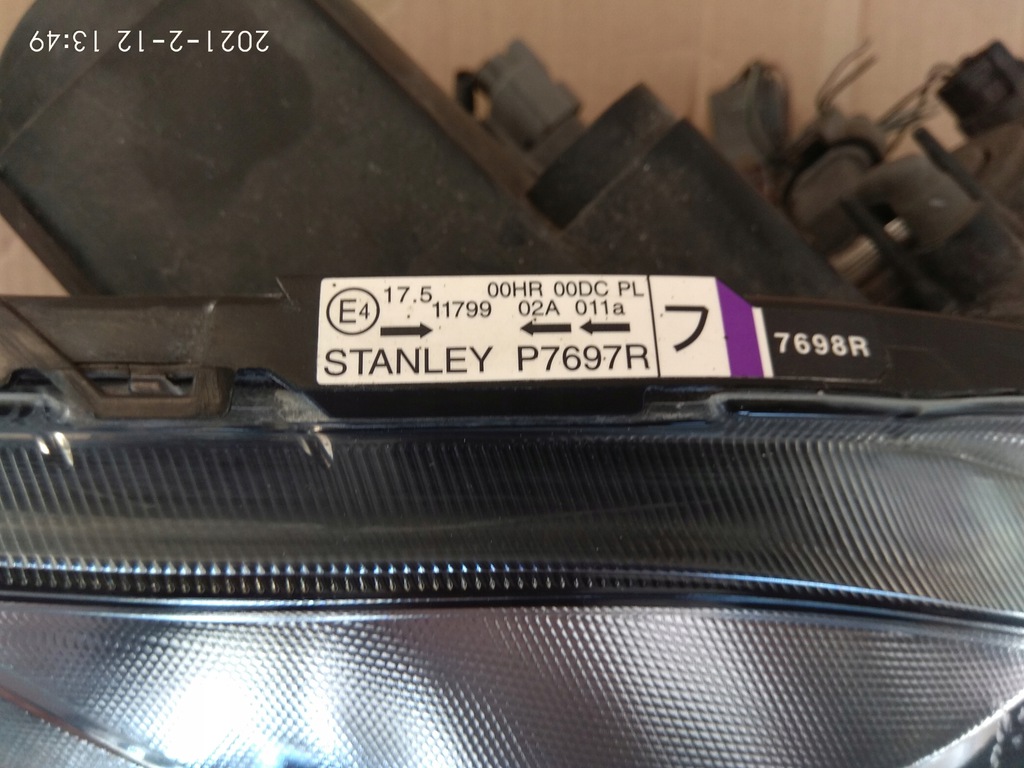 2021-2-12 13:49
E4 17.5 00HR 00DC PL
11799 02A 011a
→ ← ←
STANLEY P7697R
フ
7698R